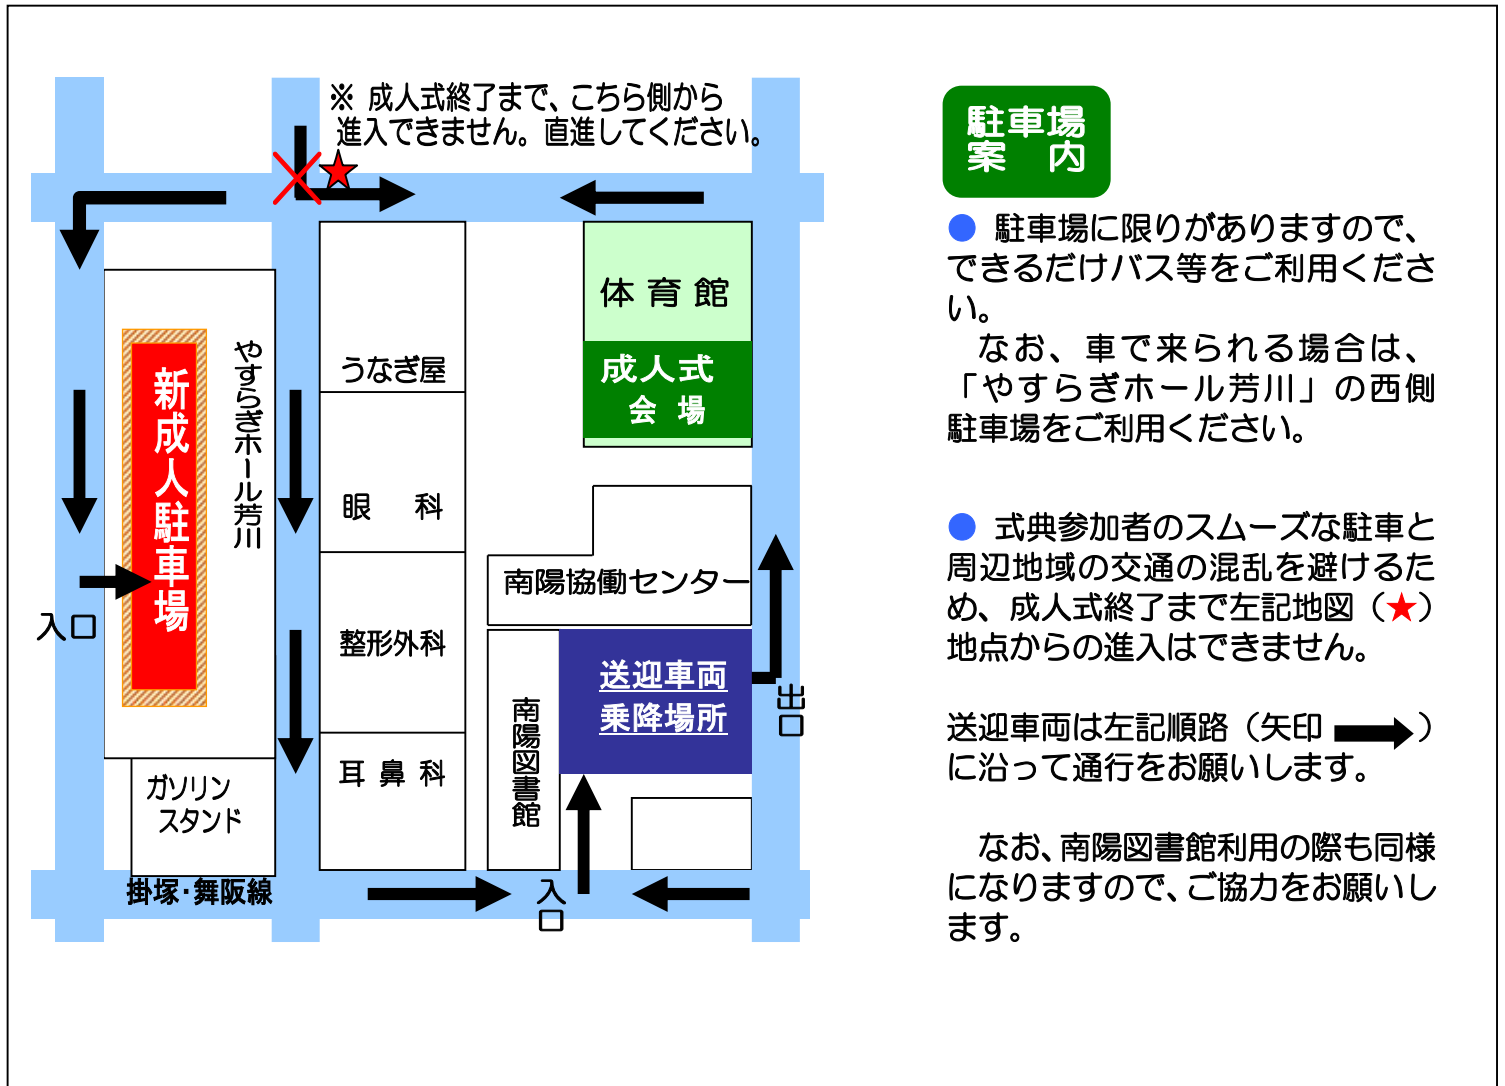 ※ 成人式終了まで、こちら側から
進入できません。直進してください。
★
体育館
成人式
会 場
うなぎ屋
やすらぎホール芳川
新成人駐車場
眼 科
南陽協働センター
入口
整形外科
送迎車両
乗降場所
出口
南陽図書館
耳鼻科
ガソリン
スタンド
掛塚・舞阪線
入口
駐車場
案 内
● 駐車場に限りがありますので、
できるだけバス等をご利用くださ
い。
なお、車で来られる場合は、
「やすらぎホール芳川」の西側
駐車場をご利用ください。
● 式典参加者のスムーズな駐車と
周辺地域の交通の混乱を避けるた
め、成人式終了まで左記地図（★）
地点からの進入はできません。
送迎車両は左記順路（矢印 ➡）
に沿って通行をお願いします。
なお、南陽図書館利用の際も同様
になりますので、ご協力をお願いし
ます。